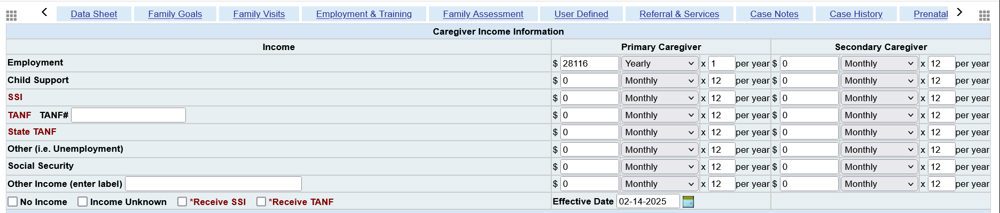 Data Sheet Family Goals Family Visits Employment & Training Family Assessment User Defined Referral & Services Case Notes Case History Prenatal
Caregiver Income Information
Income Primary Caregiver Secondary Caregiver
Employment $ 28116 Yearly x 1 per year $ 0 Monthly x 12 per year
Child Support $ 0 Monthly x 12 per year $ 0 Monthly x 12 per year
SSI $ 0 Monthly x 12 per year $ 0 Monthly x 12 per year
TANF TANF# $ 0 Monthly x 12 per year $ 0 Monthly x 12 per year
State TANF $ 0 Monthly x 12 per year $ 0 Monthly x 12 per year
Other (i.e. Unemployment) $ 0 Monthly x 12 per year $ 0 Monthly x 12 per year
Social Security $ 0 Monthly x 12 per year $ 0 Monthly x 12 per year
Other Income (enter label) $ 0 Monthly x 12 per year $ 0 Monthly x 12 per year
No Income Income Unknown *Receive SSI *Receive TANF Effective Date 02-14-2025